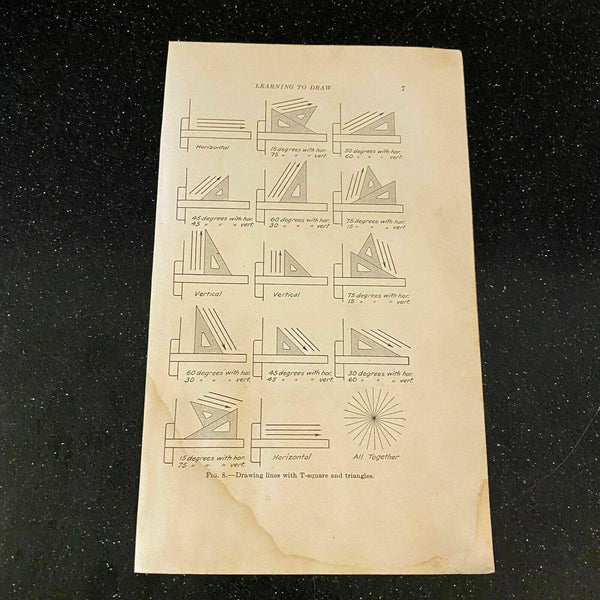 LEARNING TO DRAW 7
Horizontal
15 degrees with hor.
75 〃 〃 〃 vert.
30 degrees with hor.
60 〃 〃 〃 vert.
45 degrees with hor.
45 〃 〃 〃 vert.
60 degrees with hor.
30 〃 〃 〃 vert.
75 degrees with hor.
15 〃 〃 〃 vert.
Vertical
Vertical
75 degrees with hor.
15 〃 〃 〃 vert.
60 degrees with hor.
30 〃 〃 〃 vert.
45 degrees with hor.
45 〃 〃 〃 vert.
30 degrees with hor.
60 〃 〃 〃 vert.
15 degrees with hor.
75 〃 〃 〃 vert.
Horizontal
All Together
FIG. 8.—Drawing lines with T-square and triangles.